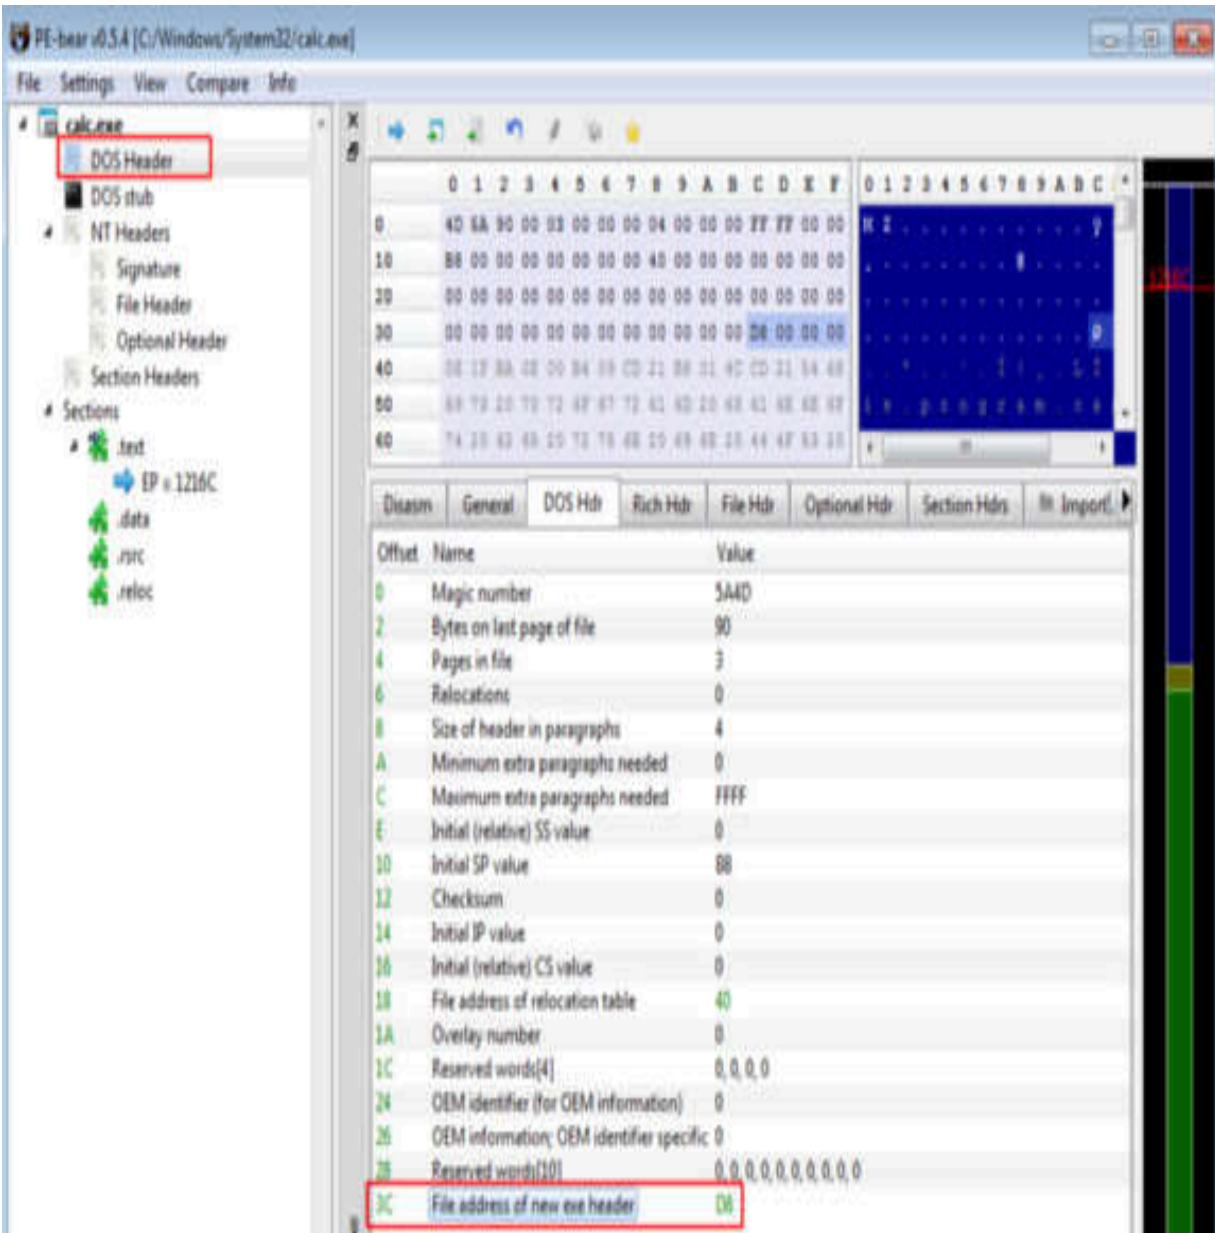 PE-bear v0.5.4 [C:/Windows/System32/calc.exe]
File Settings View Compare Info
calc.exe
DOS Header
DOS stub
NT Headers
Signature
File Header
Optional Header
Section Headers
Sections
.text
EP = 1216C
.data
.rsrc
.reloc
0 1 2 3 4 5 6 7 8 9 A B C D E F 0 1 2 3 4 5 6 7 8 9 A B C
0 4D 5A 90 00 03 00 00 00 04 00 00 00 FF FF 00 00
10 B8 00 00 00 00 00 00 00 40 00 00 00 00 00 00 00
20 00 00 00 00 00 00 00 00 00 00 00 00 00 00 00 00
30 00 00 00 00 00 00 00 00 00 00 00 00 D8 00 00 00
40
50
60
1216C
Disasm General DOS Hdr Rich Hdr File Hdr Optional Hdr Section Hdrs
Offset Name Value
0 Magic number 5A4D
2 Bytes on last page of file 90
4 Pages in file 3
6 Relocations 0
8 Size of header in paragraphs 4
A Minimum extra paragraphs needed 0
C Maximum extra paragraphs needed FFFF
E Initial (relative) SS value 0
10 Initial SP value B8
12 Checksum 0
14 Initial IP value 0
16 Initial (relative) CS value 0
18 File address of relocation table 40
1A Overlay number 0
1C Reserved words[4] 0, 0, 0, 0
24 OEM identifier (for OEM information) 0
26 OEM information; OEM identifier specific 0
28 Reserved words[10] 0, 0, 0, 0, 0, 0, 0, 0, 0, 0
3C File address of new exe header D8